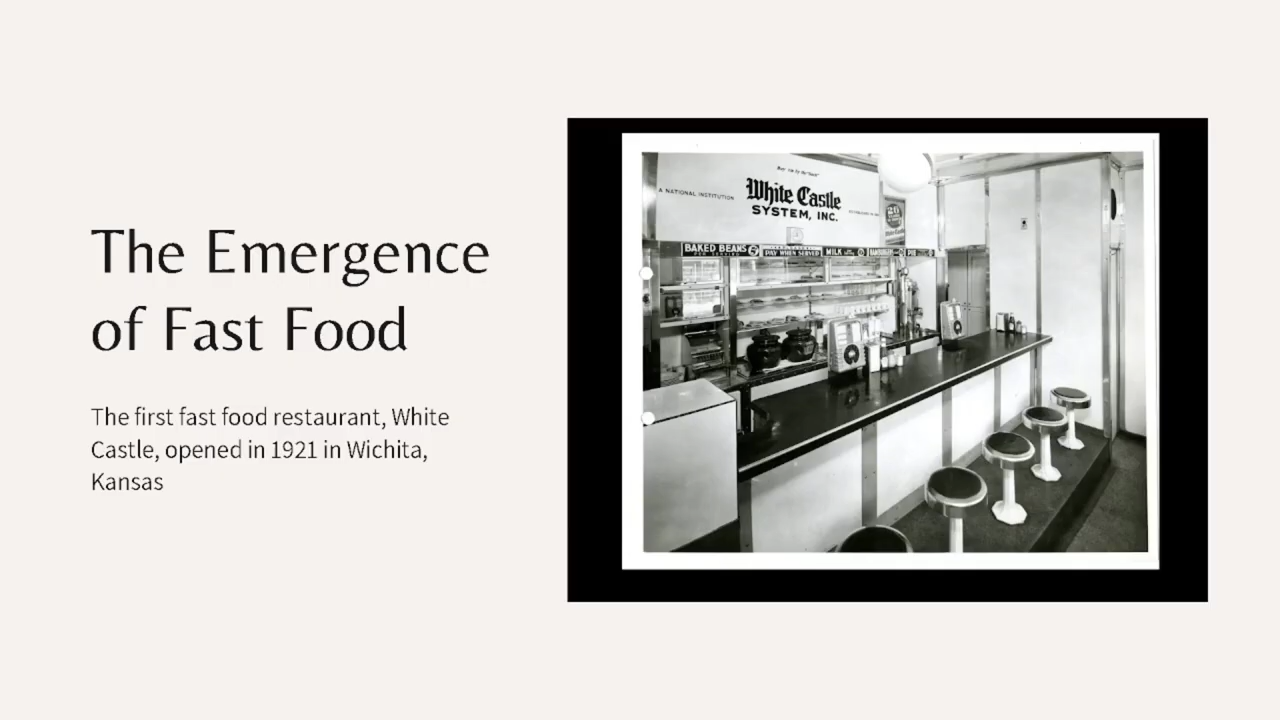 The Emergence
of Fast Food
The first fast food restaurant, White
Castle, opened in 1921 in Wichita,
Kansas
A NATIONAL INSTITUTION
White Castle
SYSTEM, INC.
BAKED BEANS
PAY WHEN SERVED
MILK